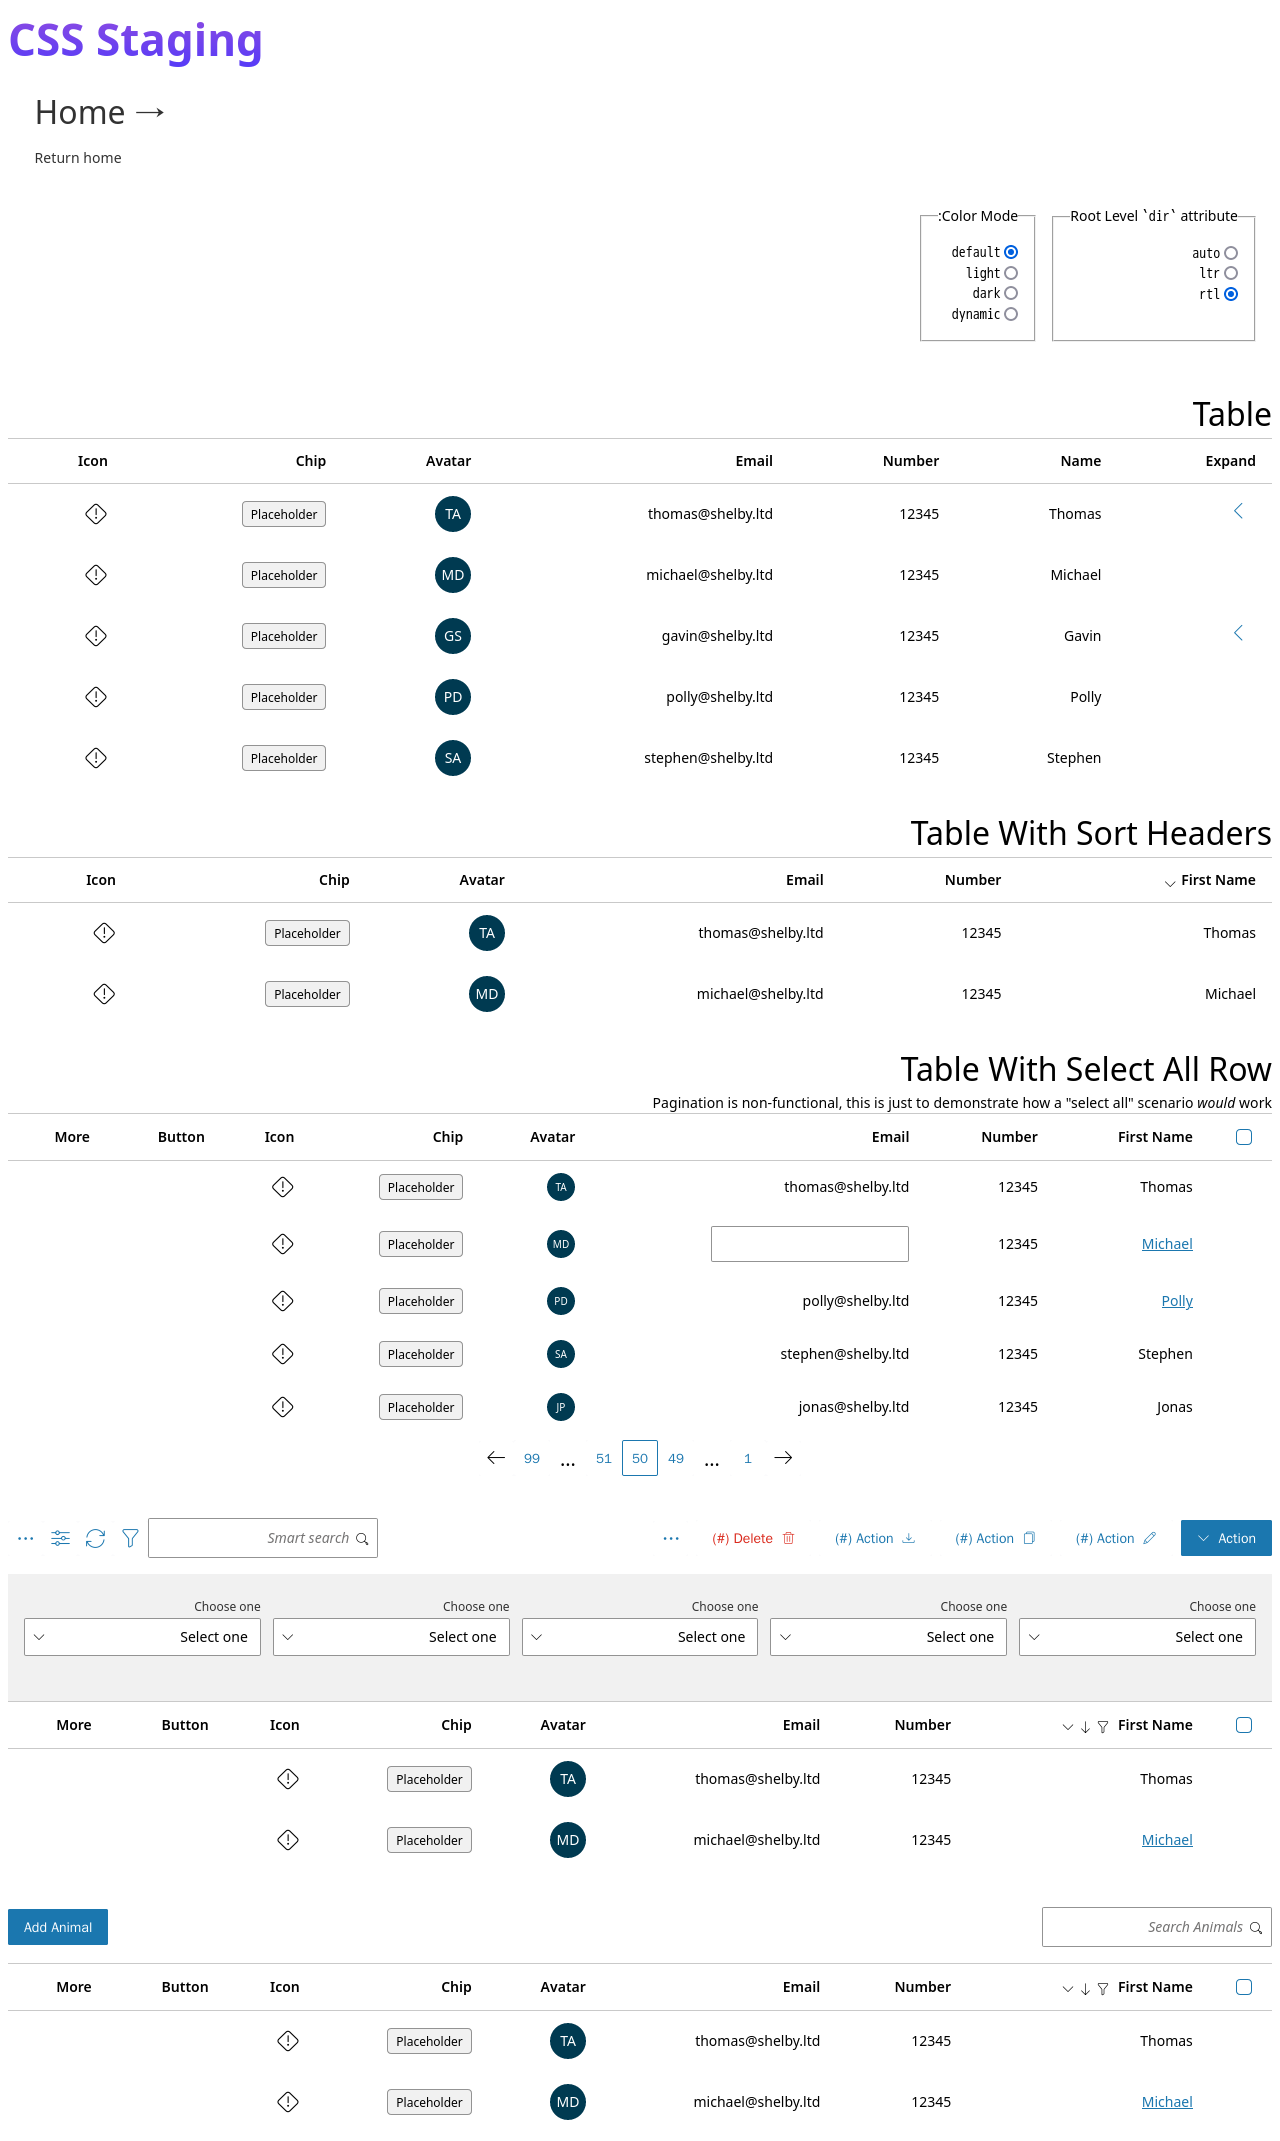 CSS Staging
Home →
Return home
Root Level `dir` attribute
auto
ltr
rtl
:Color Mode
default
light
dark
dynamic
Table
Expand Name Number Email Avatar Chip Icon
Thomas 12345 thomas@shelby.ltd TA Placeholder
Michael 12345 michael@shelby.ltd MD Placeholder
Gavin 12345 gavin@shelby.ltd GS Placeholder
Polly 12345 polly@shelby.ltd PD Placeholder
Stephen 12345 stephen@shelby.ltd SA Placeholder
Table With Sort Headers
First Name Number Email Avatar Chip Icon
Thomas 12345 thomas@shelby.ltd TA Placeholder
Michael 12345 michael@shelby.ltd MD Placeholder
Table With Select All Row
Pagination is non-functional, this is just to demonstrate how a "select all" scenario would work
First Name Number Email Avatar Chip Icon Button More
Thomas 12345 thomas@shelby.ltd TA Placeholder
Michael 12345 MD Placeholder
Polly 12345 polly@shelby.ltd PD Placeholder
Stephen 12345 stephen@shelby.ltd SA Placeholder
Jonas 12345 jonas@shelby.ltd JP Placeholder
→ 1 ... 49 50 51 ... 99 ←
Action (#) Action (#) Action (#) Action (#) Delete ... Smart search ...
Choose one Choose one Choose one Choose one Choose one
Select one Select one Select one Select one Select one
First Name Number Email Avatar Chip Icon Button More
Thomas 12345 thomas@shelby.ltd TA Placeholder
Michael 12345 michael@shelby.ltd MD Placeholder
Search Animals Add Animal
First Name Number Email Avatar Chip Icon Button More
Thomas 12345 thomas@shelby.ltd TA Placeholder
Michael 12345 michael@shelby.ltd MD Placeholder